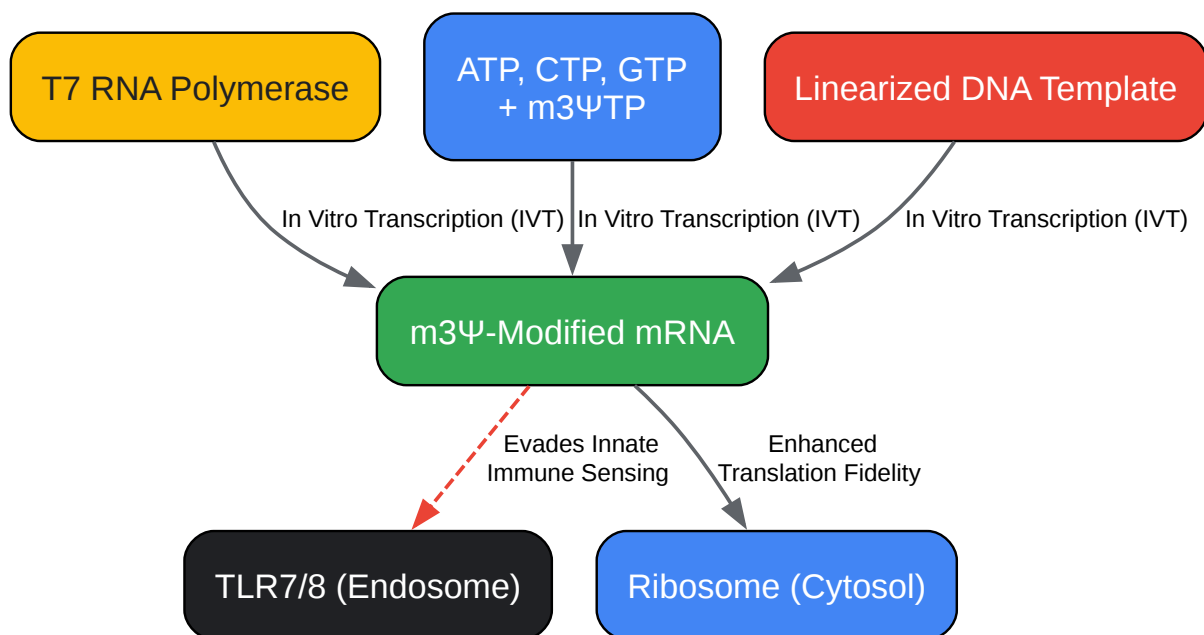 T7 RNA Polymerase
ATP, CTP, GTP
+ m3ΨTP
Linearized DNA Template
In Vitro Transcription (IVT)
In Vitro Transcription (IVT)
In Vitro Transcription (IVT)
m3Ψ-Modified mRNA
Evades Innate
Immune Sensing
Enhanced
Translation Fidelity
TLR7/8 (Endosome)
Ribosome (Cytosol)